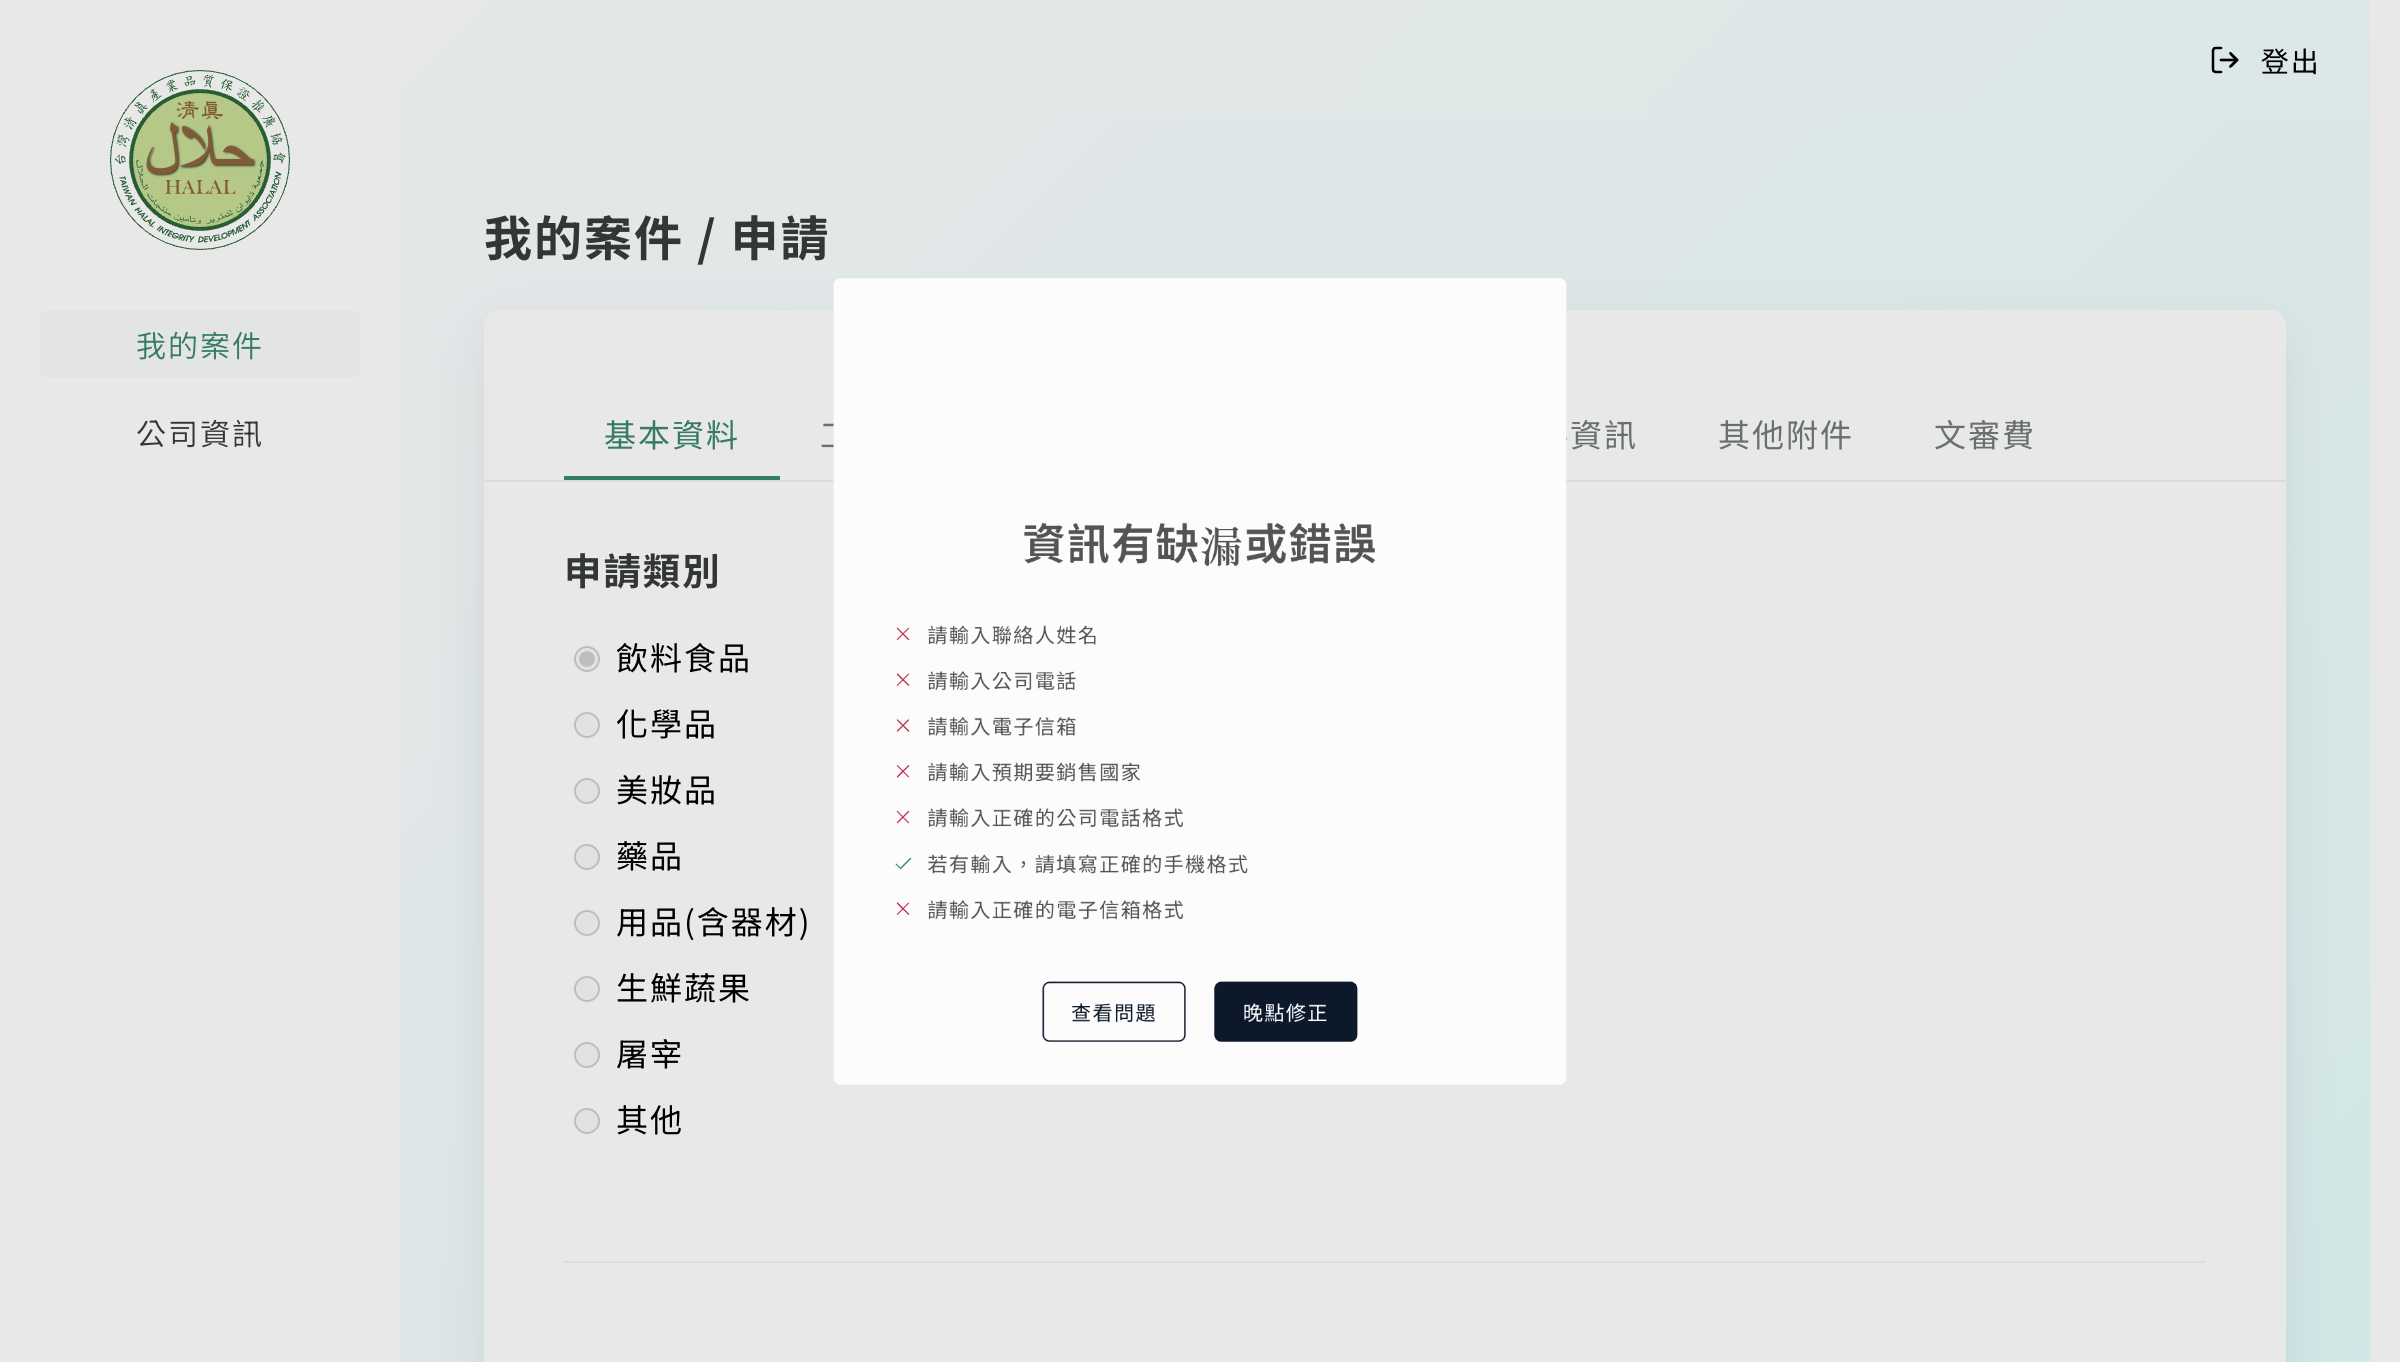 台灣清真產業品質保證推廣協會
清真
حلال
HALAL
TAIWAN HALAL INTEGRITY DEVELOPMENT ASSOCIATION
登出
我的案件
公司資訊
我的案件 / 申請
基本資料
資訊
其他附件
文審費
申請類別
飲料食品
化學品
美妝品
藥品
用品(含器材)
生鮮蔬果
屠宰
其他
資訊有缺漏或錯誤
請輸入聯絡人姓名
請輸入公司電話
請輸入電子信箱
請輸入預期要銷售國家
請輸入正確的公司電話格式
若有輸入，請填寫正確的手機格式
請輸入正確的電子信箱格式
查看問題
晚點修正